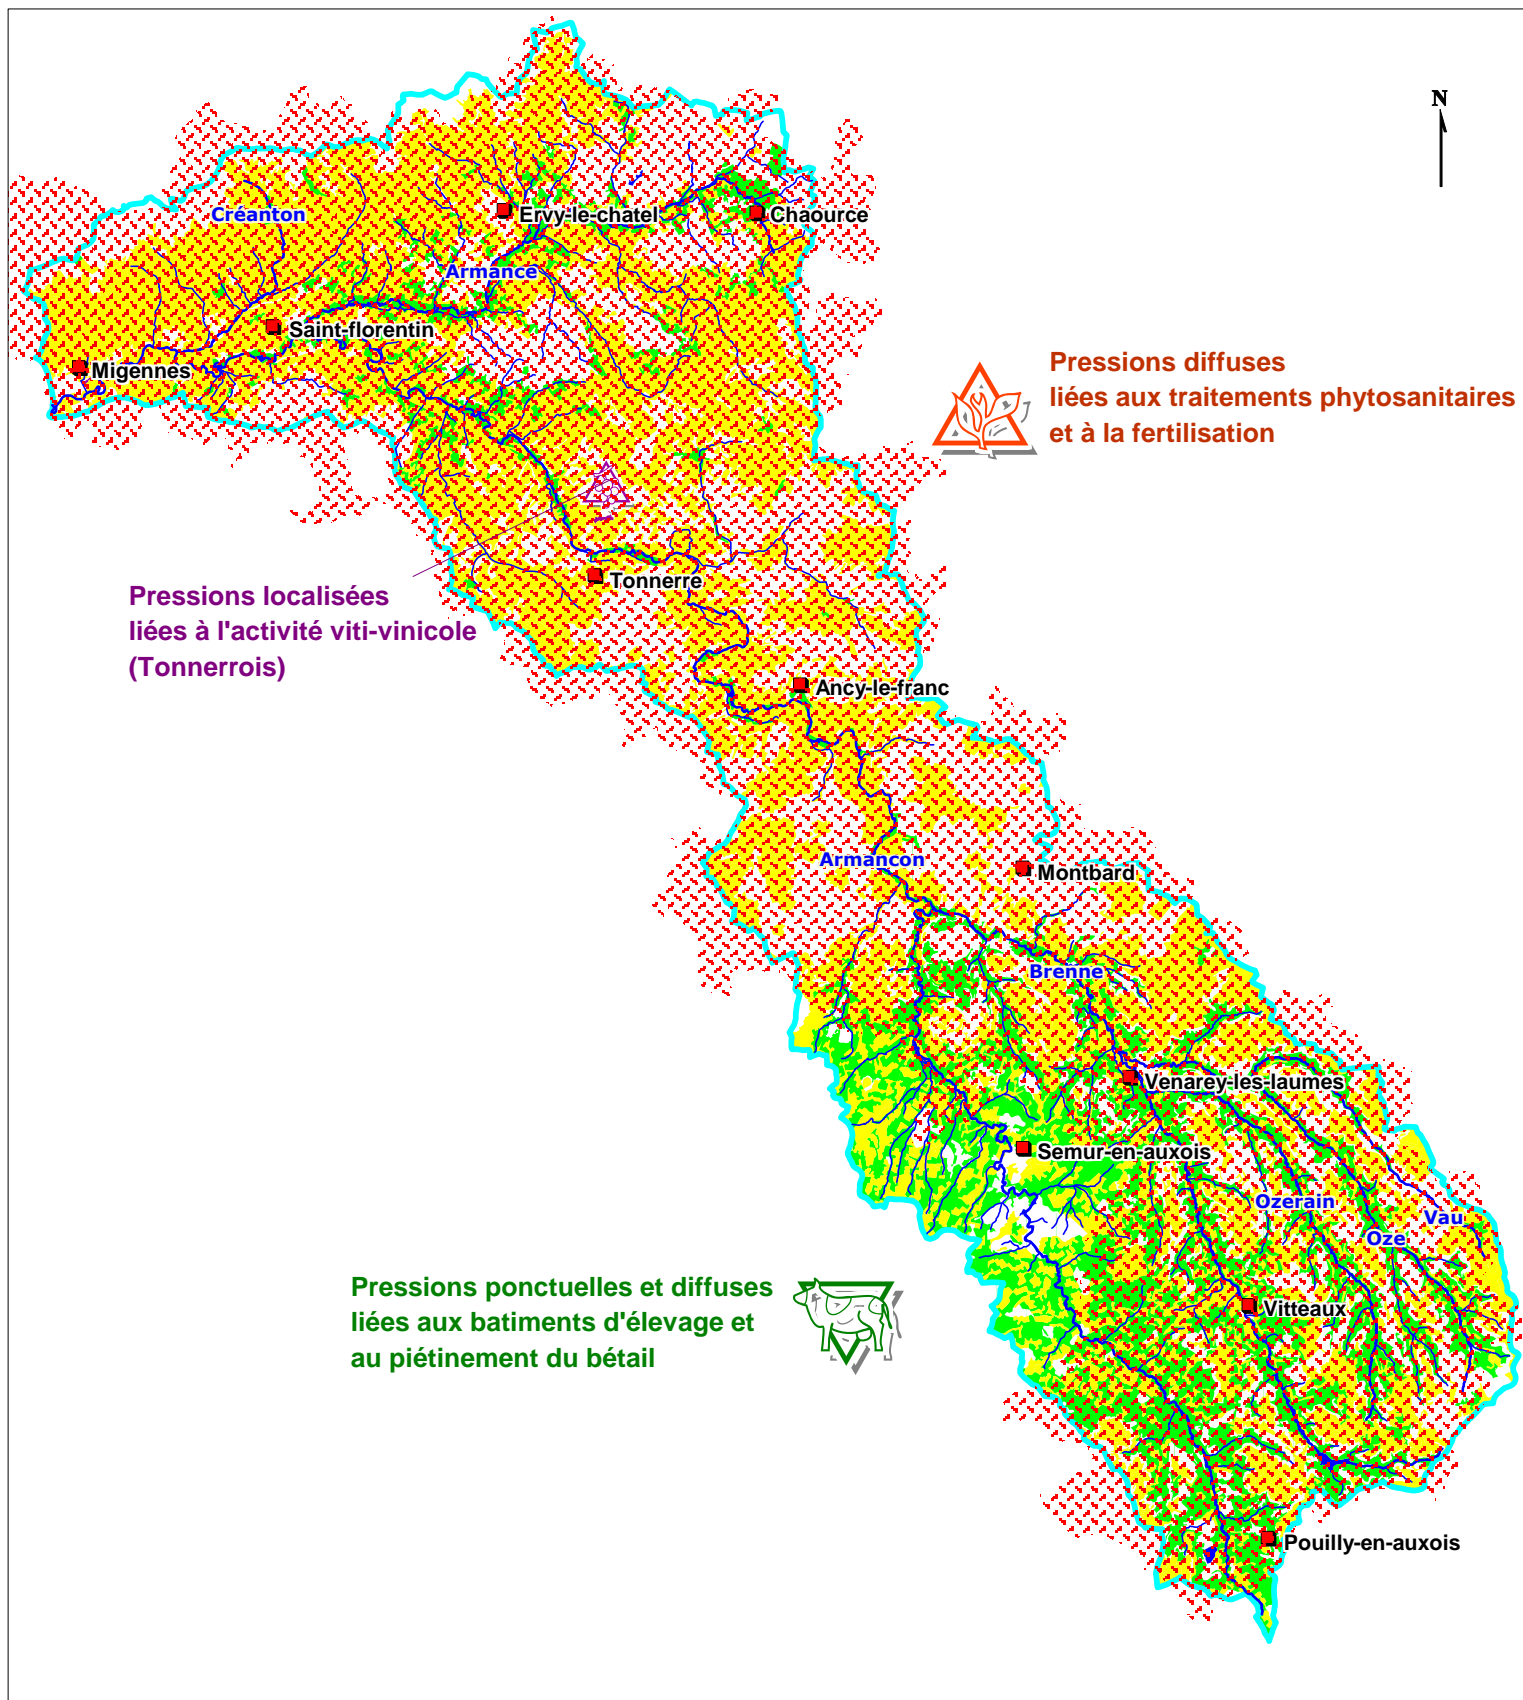 N
Créanton
Ervy-le-chatel
Chaource
Armance
Saint-florentin
Migennes
Pressions diffuses
liées aux traitements phytosanitaires
et à la fertilisation
Tonnerre
Pressions localisées
liées à l'activité viti-vinicole
(Tonnerrois)
Ancy-le-franc
Armancon
Montbard
Brenne
Venarey-les-laumes
Semur-en-auxois
Ozerain
Vau
Oze
Pressions ponctuelles et diffuses
liées aux batiments d'élevage et
au piétinement du bétail
Vitteaux
Pouilly-en-auxois